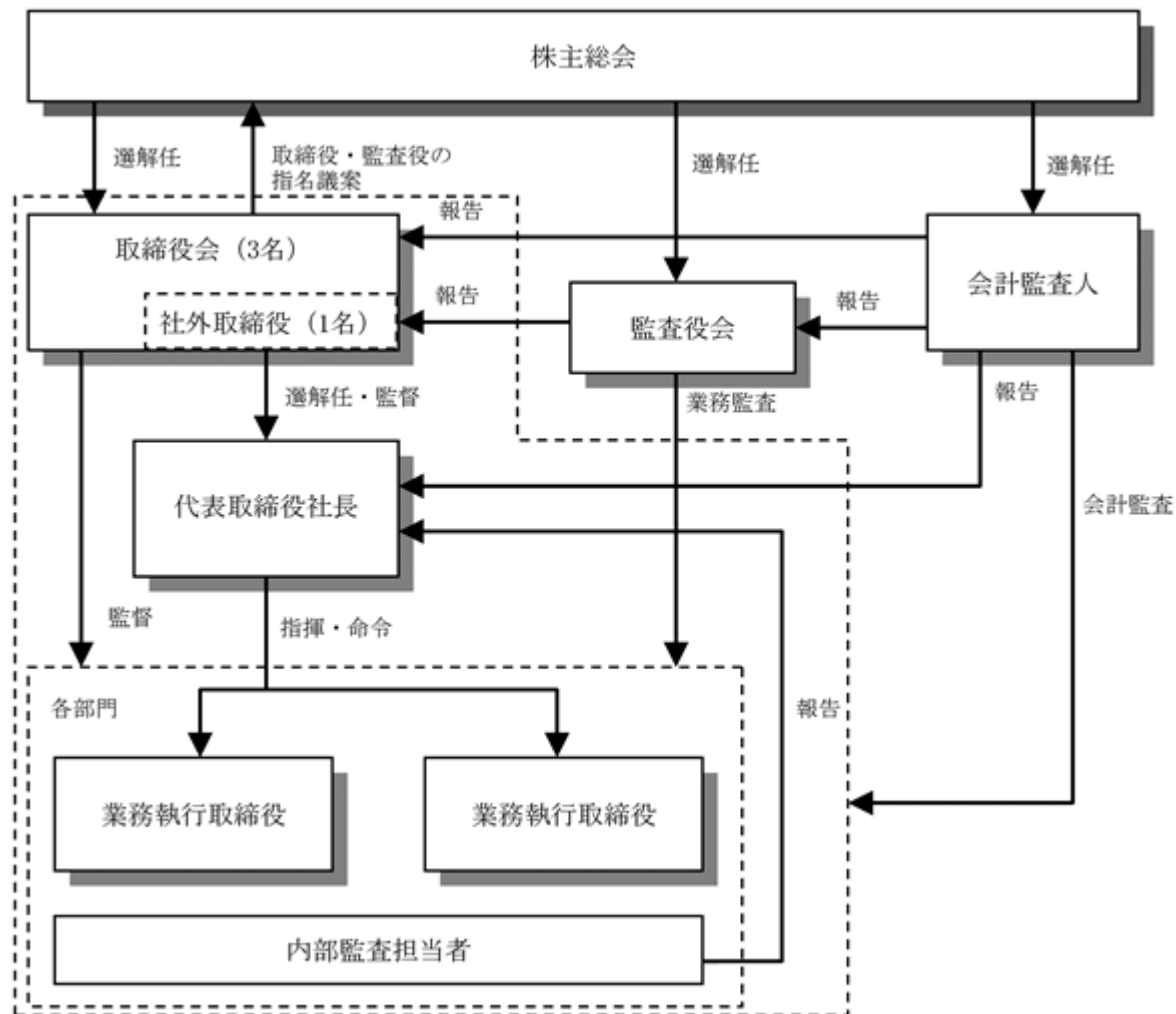 株主総会
選解任
取締役・監査役の
指名議案
選解任
選解任
報告
取締役会（3名）
会計監査人
社外取締役（1名）
報告
監査役会
報告
選解任・監督
業務監査
報告
代表取締役社長
会計監査
監督
指揮・命令
各部門
報告
業務執行取締役
業務執行取締役
内部監査担当者